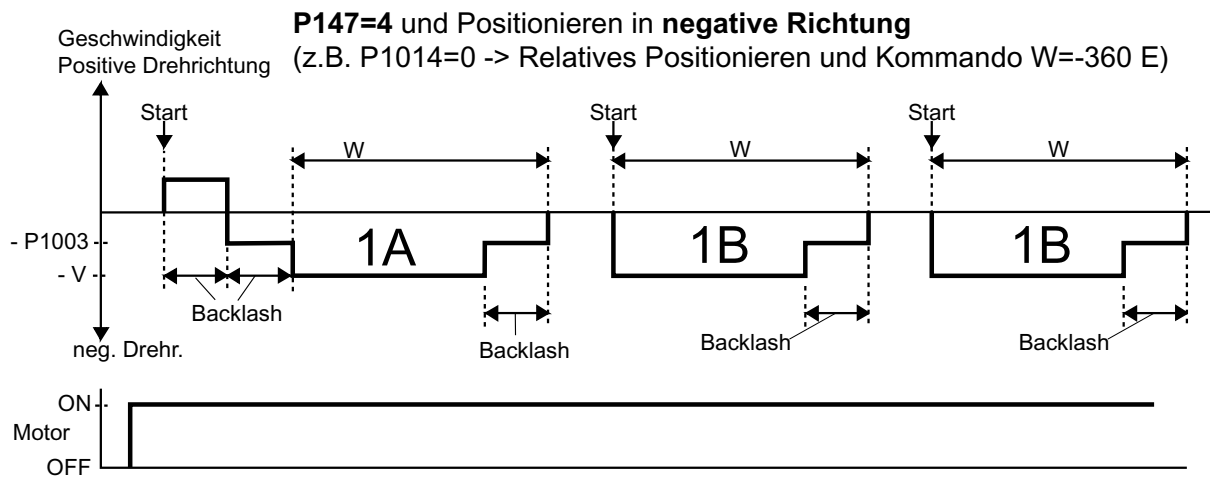 P147=4 und Positionieren in negative Richtung
(z.B. P1014=0 -> Relatives Positionieren und Kommando W=-360 E)
Geschwindigkeit
Positive Drehrichtung
Start
Start
Start
W
W
W
- P1003
- V
1A
1B
1B
Backlash
Backlash
Backlash
Backlash
neg. Drehr.
ON
Motor
OFF